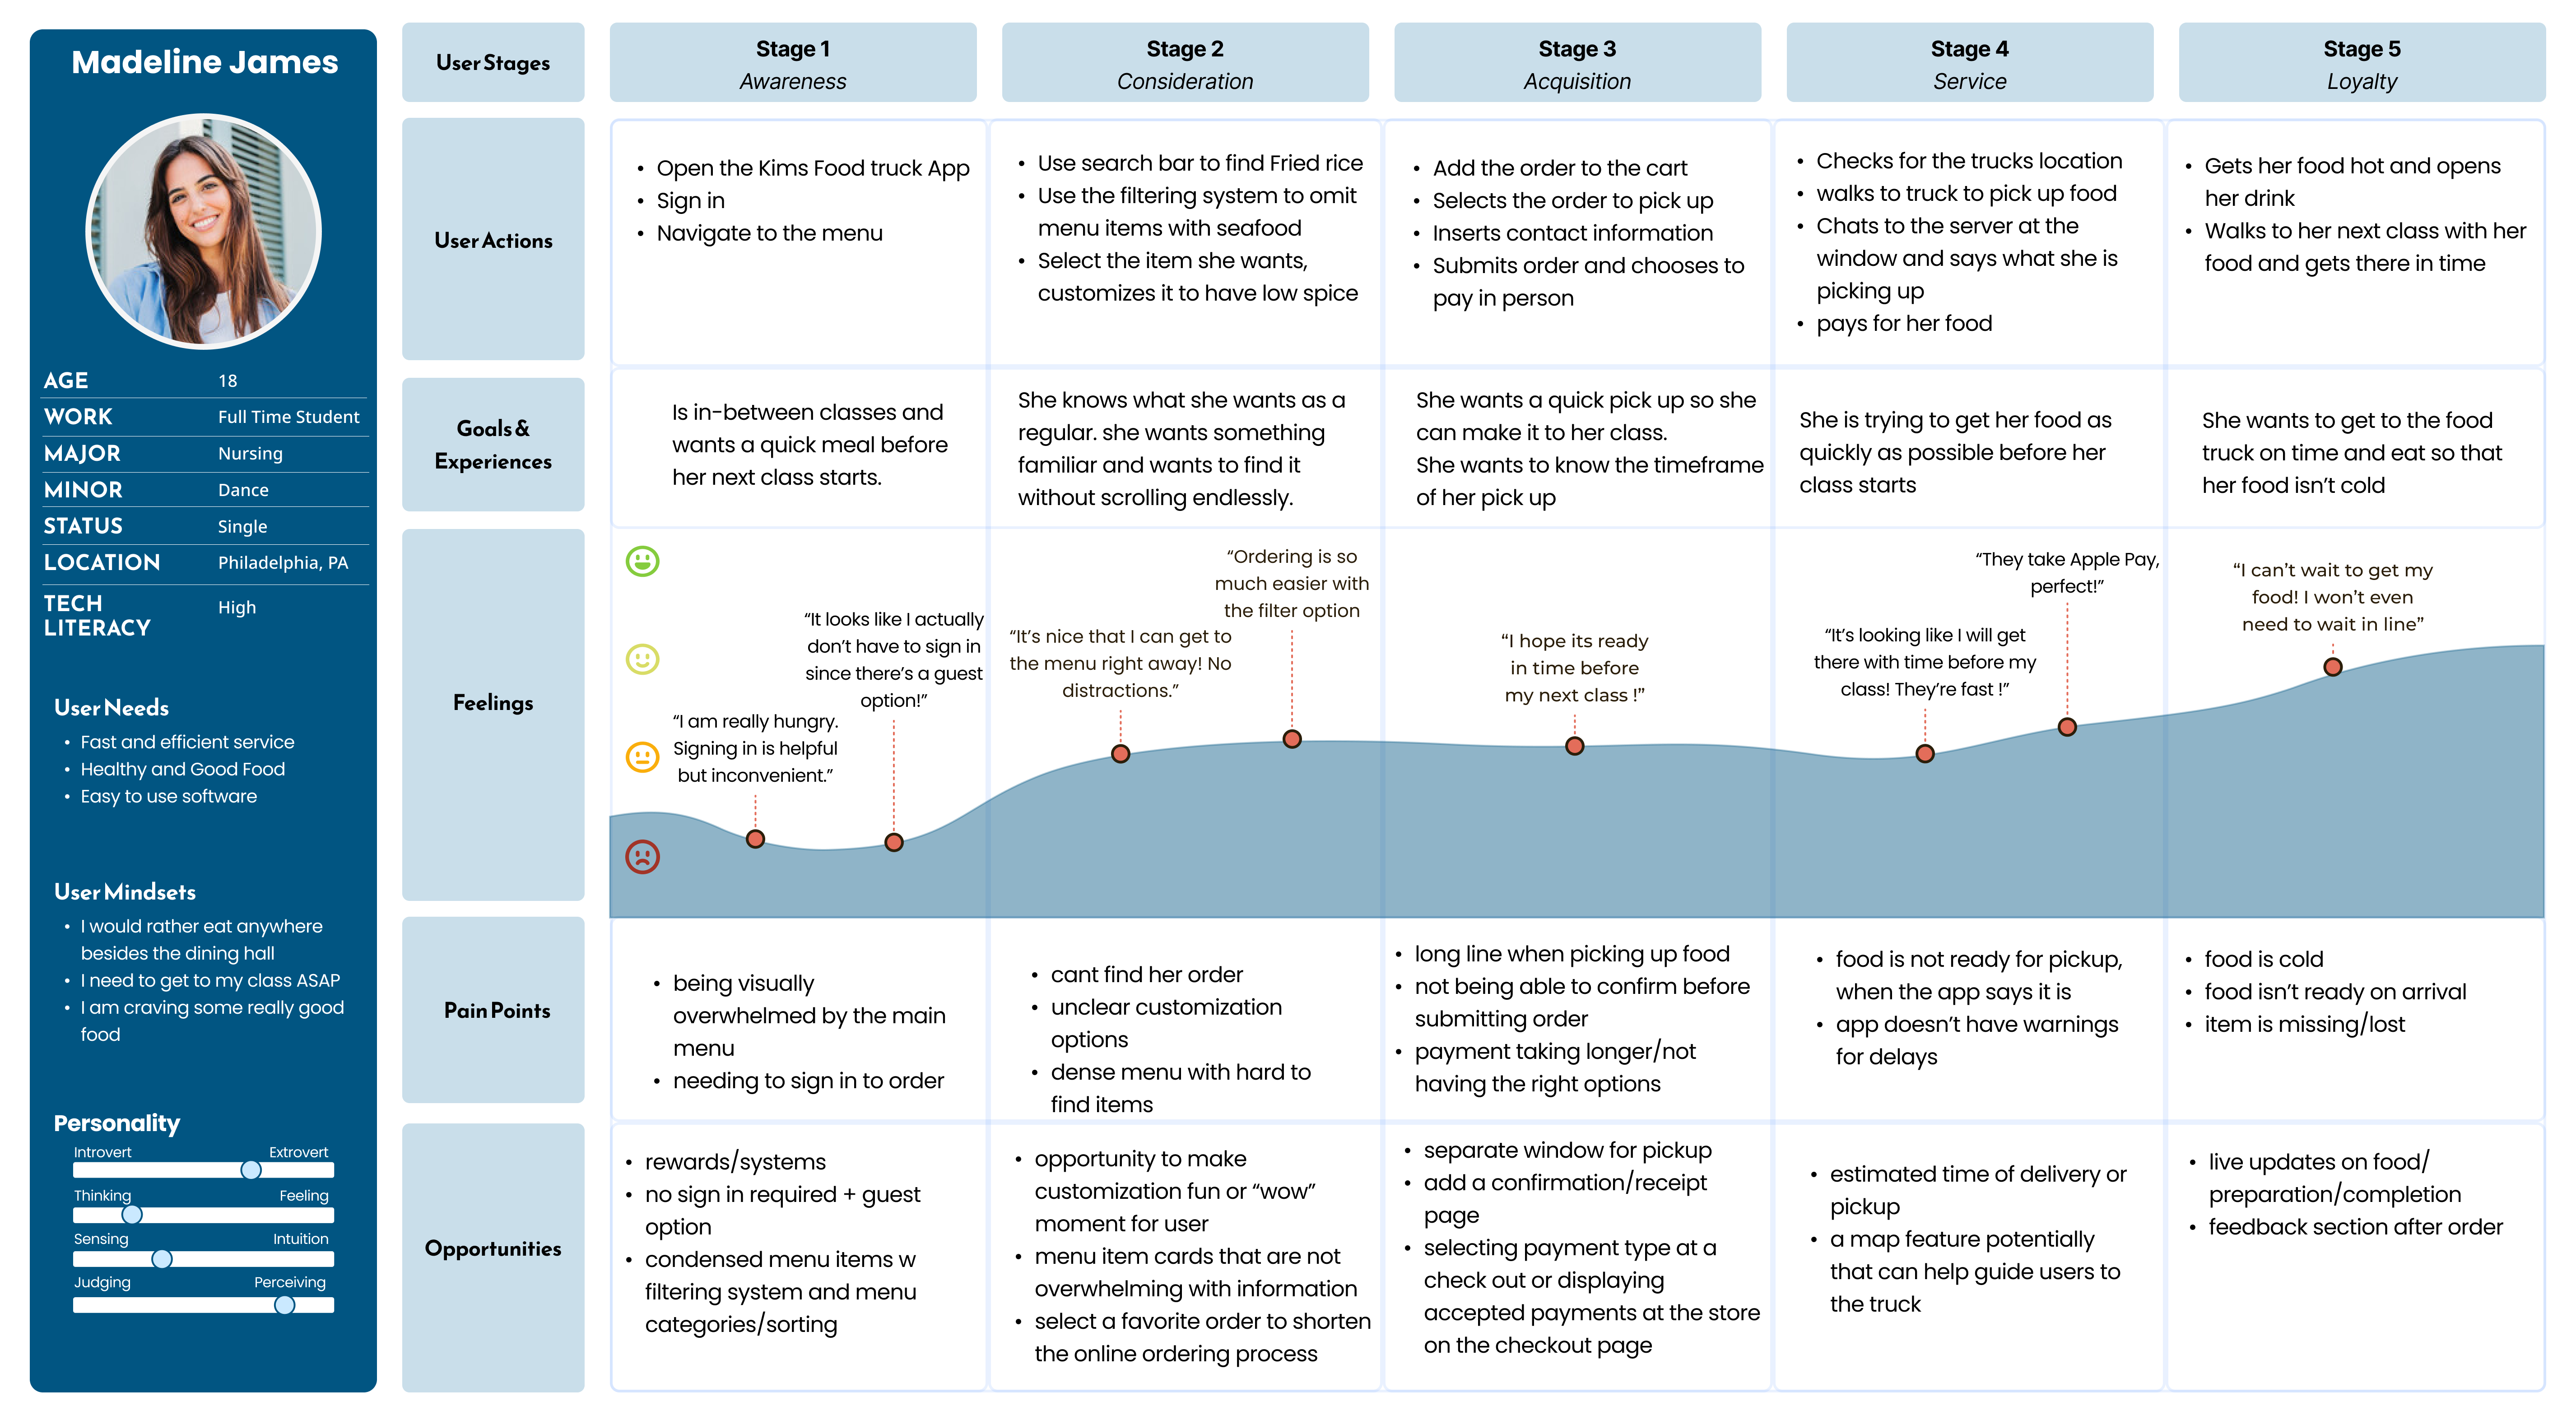 Madeline James
AGE 18
WORK Full Time Student
MAJOR Nursing
MINOR Dance
STATUS Single
LOCATION Philadelphia, PA
TECH
LITERACY High
User Needs
• Fast and efficient service
• Healthy and Good Food
• Easy to use software
User Mindsets
• I would rather eat anywhere
besides the dining hall
• I need to get to my class ASAP
• I am craving some really good
food
Personality
Introvert Extrovert
Thinking Feeling
Sensing Intuition
Judging Perceiving
User Stages
Stage 1
Awareness
Stage 2
Consideration
Stage 3
Acquisition
Stage 4
Service
Stage 5
Loyalty
User Actions
• Open the Kims Food truck App
• Sign in
• Navigate to the menu
• Use search bar to find Fried rice
• Use the filtering system to omit
menu items with seafood
• Select the item she wants,
customizes it to have low spice
• Add the order to the cart
• Selects the order to pick up
• Inserts contact information
• Submits order and chooses to
pay in person
• Checks for the trucks location
• walks to truck to pick up food
• Chats to the server at the
window and says what she is
picking up
• pays for her food
• Gets her food hot and opens
her drink
• Walks to her next class with her
food and gets there in time
Goals &
Experiences
Is in-between classes and
wants a quick meal before
her next class starts.
She knows what she wants as a
regular. she wants something
familiar and wants to find it
without scrolling endlessly.
She wants a quick pick up so she
can make it to her class.
She wants to know the timeframe
of her pick up
She is trying to get her food as
quickly as possible before her
class starts
She wants to get to the food
truck on time and eat so that
her food isn’t cold
Feelings
“I am really hungry.
Signing in is helpful
but inconvenient.”
“It looks like I actually
don’t have to sign in
since there’s a guest
option!”
“It’s nice that I can get to
the menu right away! No
distractions.”
“Ordering is so
much easier with
the filter option
“I hope its ready
in time before
my next class !”
“It’s looking like I will get
there with time before my
class! They’re fast !”
“They take Apple Pay,
perfect!”
“I can’t wait to get my
food! I won’t even
need to wait in line”
Pain Points
• being visually
overwhelmed by the main
menu
• needing to sign in to order
• cant find her order
• unclear customization
options
• dense menu with hard to
find items
• long line when picking up food
• not being able to confirm before
submitting order
• payment taking longer/not
having the right options
• food is not ready for pickup,
when the app says it is
• app doesn’t have warnings
for delays
• food is cold
• food isn’t ready on arrival
• item is missing/lost
Opportunities
• rewards/systems
• no sign in required + guest
option
• condensed menu items w
filtering system and menu
categories/sorting
• opportunity to make
customization fun or “wow”
moment for user
• menu item cards that are not
overwhelming with information
• select a favorite order to shorten
the online ordering process
• separate window for pickup
• add a confirmation/receipt
page
• selecting payment type at a
check out or displaying
accepted payments at the store
on the checkout page
• estimated time of delivery or
pickup
• a map feature potentially
that can help guide users to
the truck
• live updates on food/
preparation/completion
• feedback section after order